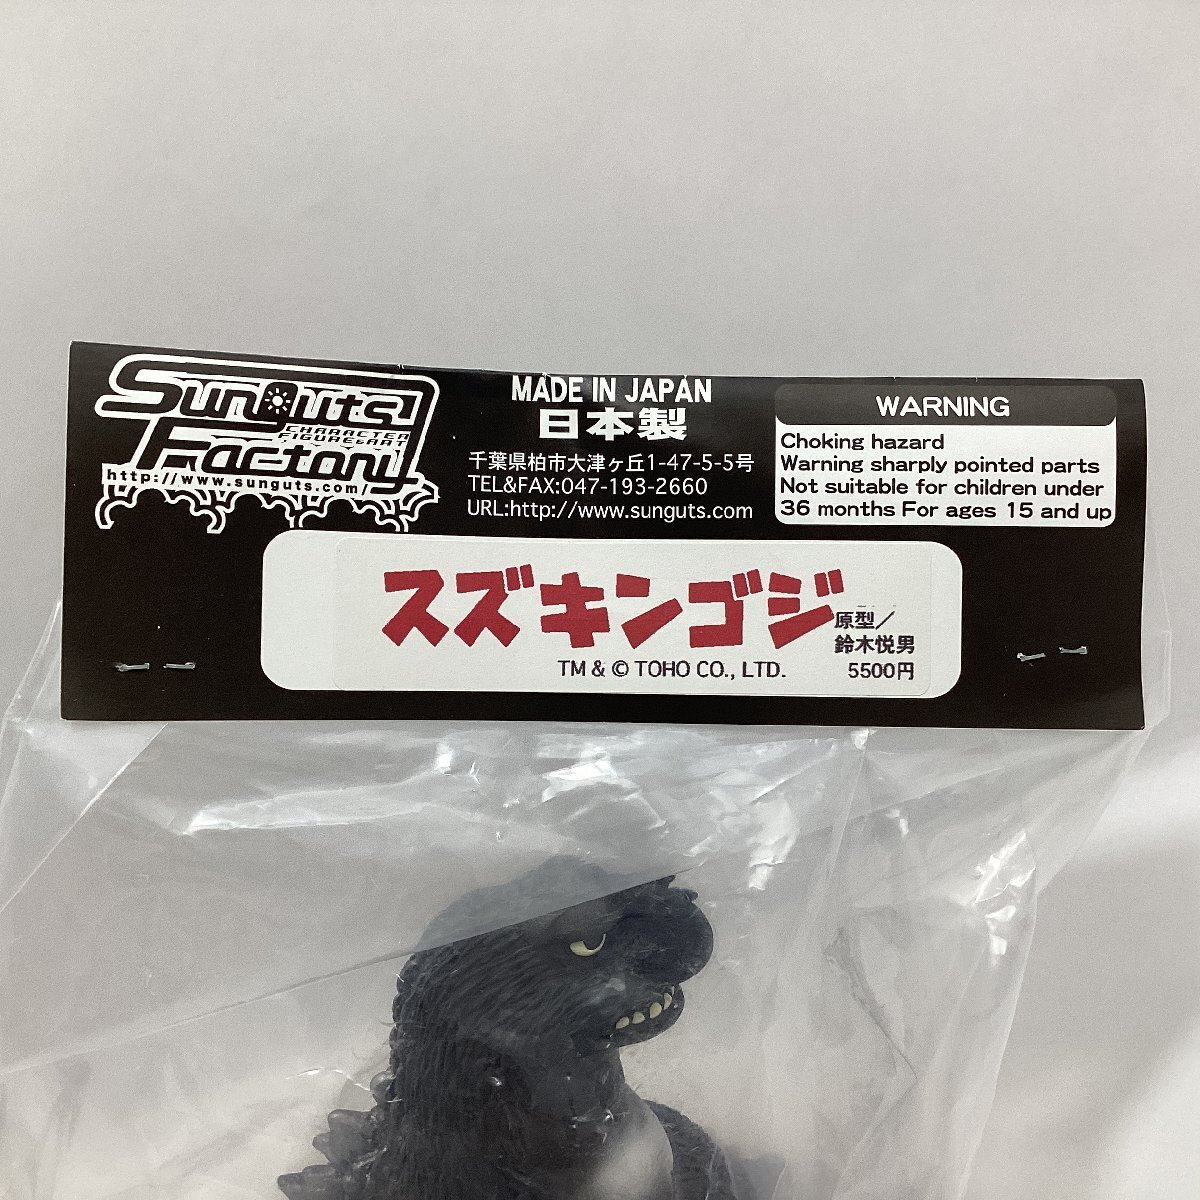 Sunguts
CHARACTER
FIGURE&ART
Factory
http://www.sunguts.com/
MADE IN JAPAN
日本製
千葉県柏市大津ヶ丘1-47-5-5号
TEL&FAX:047-193-2660
URL:http://www.sunguts.com
WARNING
Choking hazard
Warning sharply pointed parts
Not suitable for children under
36 months For ages 15 and up
スズキンゴジ
原型／
鈴木悦男
TM & © TOHO CO., LTD.
5500円